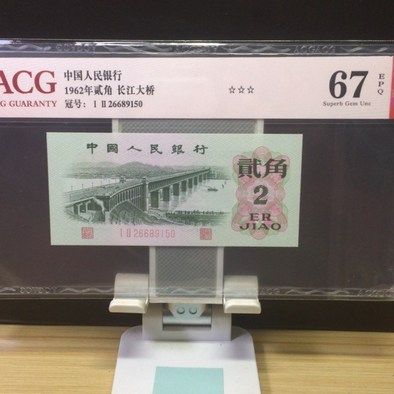 ACG
NG GUARANTY
中国人民银行
1962年贰角 长江大桥
冠号: I II 26689150
☆☆☆
67 EPQ
Superb Gem Unc
中國人民銀行
貳角
2
ER
JIAO
I II 26689150